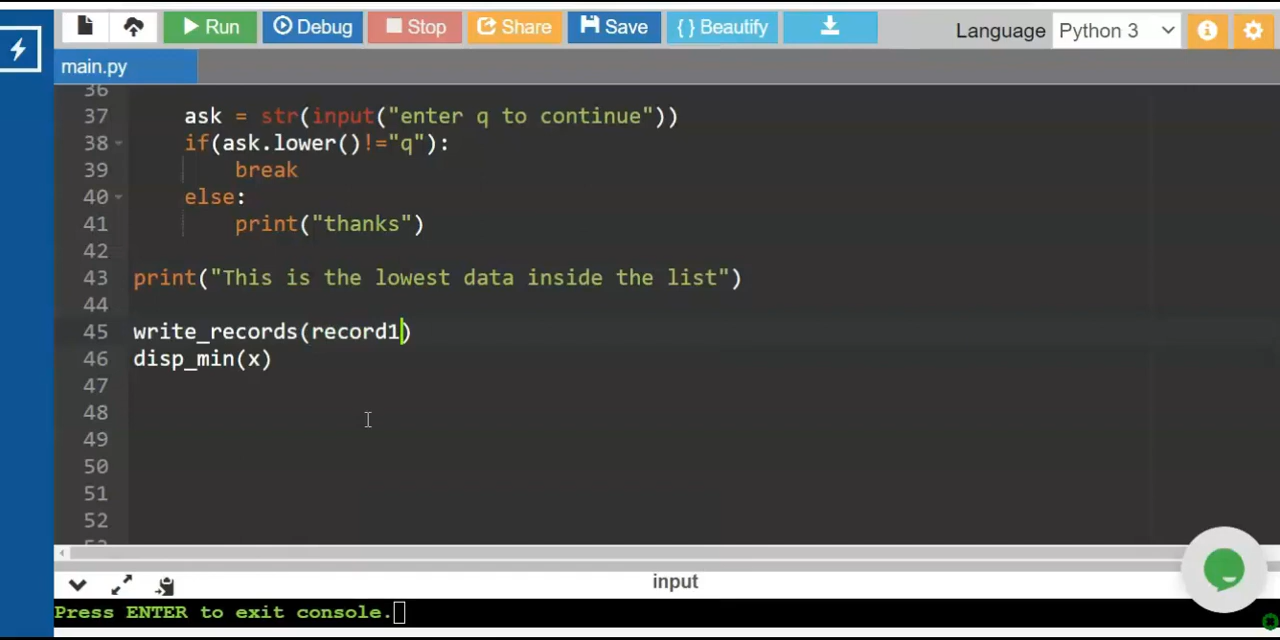 Run Debug Stop Share Save { } Beautify Language Python 3
main.py
36
37 ask = str(input("enter q to continue"))
38 if(ask.lower()!="q"):
39 break
40 else:
41 print("thanks")
42
43 print("This is the lowest data inside the list")
44
45 write_records(record1)
46 disp_min(x)
47
48
49
50
51
52
53
input
Press ENTER to exit console.